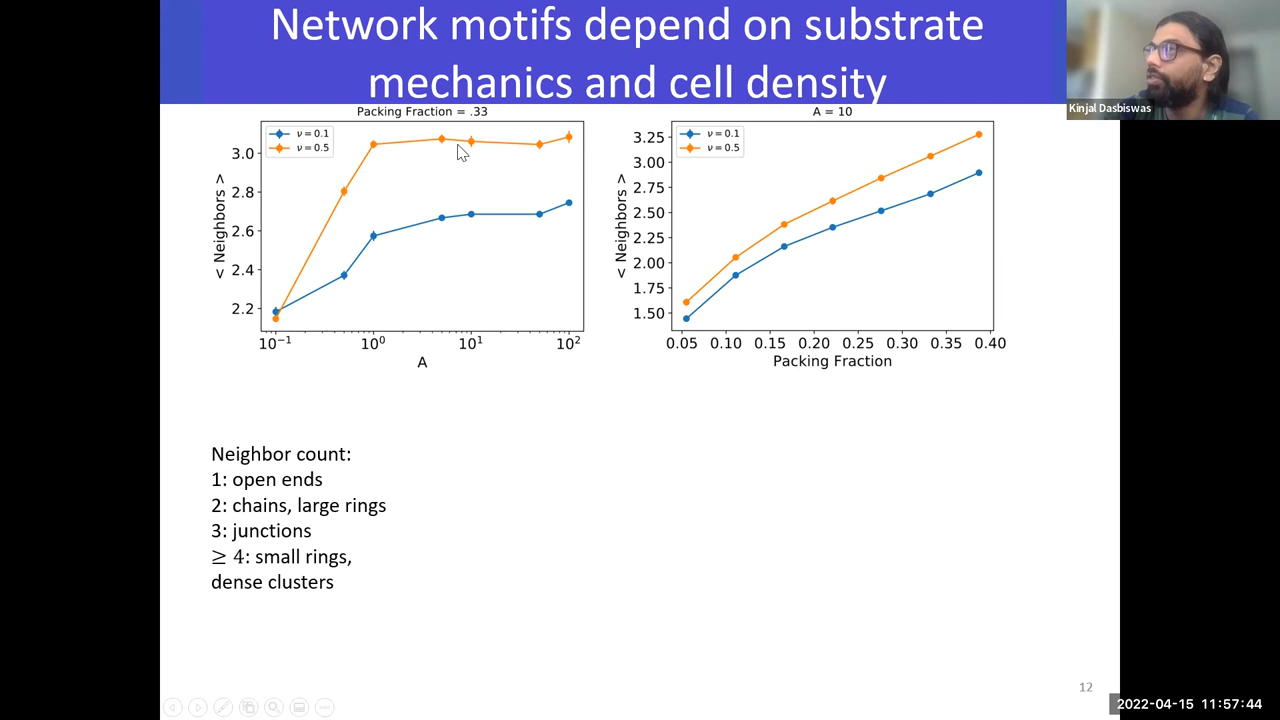 Network motifs depend on substrate
mechanics and cell density
Kinjal Dasbiswas
Packing Fraction = .33
ν = 0.1
ν = 0.5
3.0
2.8
2.6
2.4
2.2
< Neighbors >
10⁻¹ 10⁰ 10¹ 10²
A
A = 10
ν = 0.1
ν = 0.5
3.25
3.00
2.75
2.50
2.25
2.00
1.75
1.50
< Neighbors >
0.05 0.10 0.15 0.20 0.25 0.30 0.35 0.40
Packing Fraction
Neighbor count:
1: open ends
2: chains, large rings
3: junctions
≥ 4: small rings,
dense clusters
12
2022-04-15 11:57:44